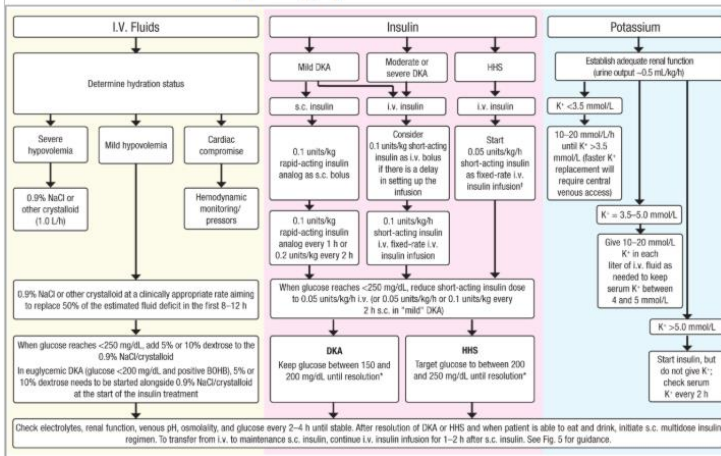 I.V. Fluids
Determine hydration status
Severe
hypovolemia
Mild hypovolemia
Cardiac
compromise
0.9% NaCl or
other crystalloid
(1.0 L/h)
Hemodynamic
monitoring/
pressors
0.9% NaCl or other crystalloid at a clinically appropriate rate aiming
to replace 50% of the estimated fluid deficit in the first 8–12 h
When glucose reaches <250 mg/dL, add 5% or 10% dextrose to the
0.9% NaCl/crystalloid
In euglycemic DKA (glucose <200 mg/dL and positive BOHB), 5% or
10% dextrose needs to be started alongside 0.9% NaCl/crystalloid
at the start of the insulin treatment
Insulin
Mild DKA
Moderate or
severe DKA
HHS
s.c. insulin
i.v. insulin
i.v. insulin
0.1 units/kg
rapid-acting insulin
analog as s.c. bolus
Consider
0.1 units/kg short-acting
insulin as i.v. bolus
if there is a delay
in setting up the
infusion
Start
0.05 units/kg/h
short-acting insulin
as fixed-rate i.v.
insulin infusion†
0.1 units/kg
rapid-acting insulin
analog every 1 h or
0.2 units/kg every 2 h
0.1 units/kg/h
short-acting insulin
i.v. fixed-rate i.v.
insulin infusion
When glucose reaches <250 mg/dL, reduce short-acting insulin dose
to 0.05 units/kg/h i.v. (or 0.05 units/kg/h or 0.1 units/kg every
2 h s.c. in "mild" DKA)
DKA
Keep glucose between 150 and
200 mg/dL until resolution*
HHS
Target glucose to between 200
and 250 mg/dL until resolution*
Potassium
Establish adequate renal function
(urine output ~0.5 mL/kg/h)
K⁺ <3.5 mmol/L
10–20 mmol/L/h
until K⁺ >3.5
mmol/L (faster K⁺
replacement will
require central
venous access)
K⁺ = 3.5–5.0 mmol/L
Give 10–20 mmol/L
K⁺ in each
liter of i.v. fluid as
needed to keep
serum K⁺ between
4 and 5 mmol/L
K⁺ >5.0 mmol/L
Start insulin, but
do not give K⁺;
check serum
K⁺ every 2 h
Check electrolytes, renal function, venous pH, osmolality, and glucose every 2–4 h until stable. After resolution of DKA or HHS and when patient is able to eat and drink, initiate s.c. multidose insulin
regimen. To transfer from i.v. to maintenance s.c. insulin, continue i.v. insulin infusion for 1–2 h after s.c. insulin. See Fig. 5 for guidance.